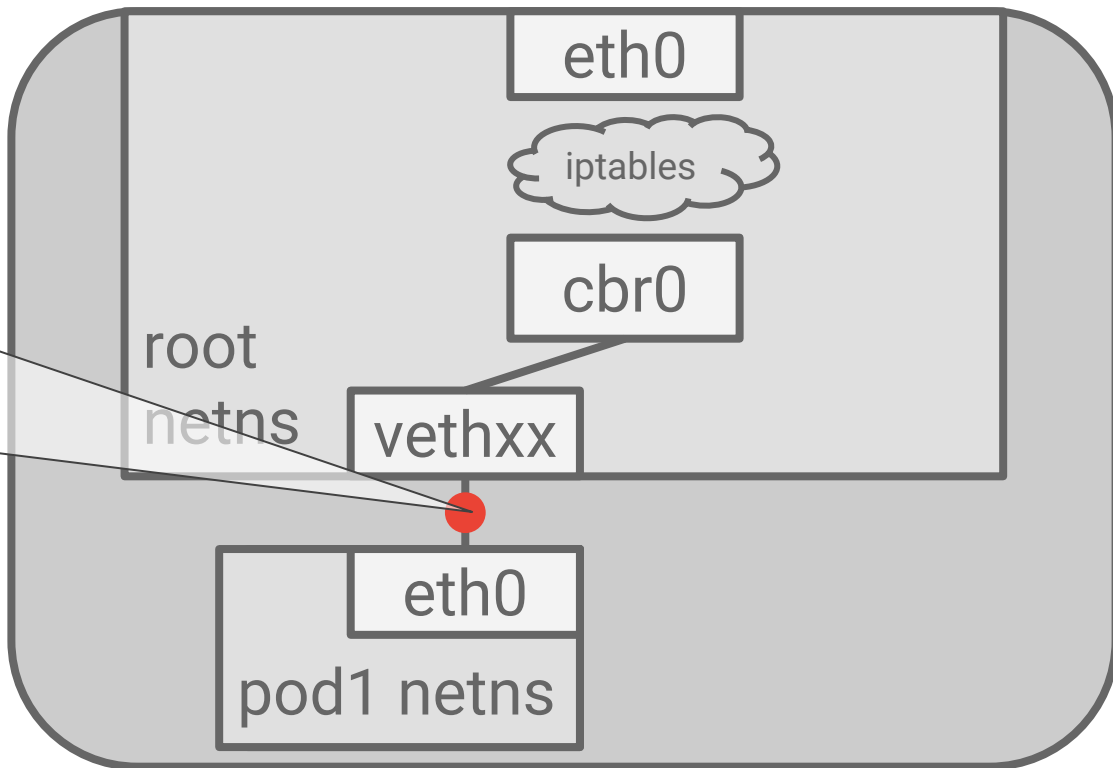 eth0
iptables
cbr0
root
netns
vethxx
eth0
pod1 netns